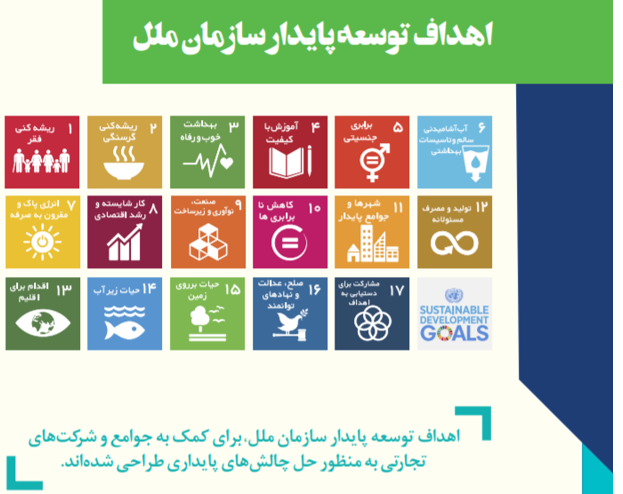 اهداف توسعه پایدار سازمان ملل
۱ ریشه کنی
فقر
۲ ریشه‌کنی
گرسنگی
۳ بهداشت
خوب و رفاه
۴ آموزش با
کیفیت
۵ برابری
جنسیتی
۶ آب آشامیدنی
سالم و تاسیسات
بهداشتی
۷ انرژی پاک و
مقرون به صرفه
۸ کار شایسته و
رشد اقتصادی
۹ صنعت،
نوآوری و زیرساخت
۱۰ کاهش نا
برابری ها
۱۱ شهرها و
جوامع پایدار
۱۲ تولید و مصرف
مسئولانه
۱۳ اقدام برای
اقلیم
۱۴ حیات زیر آب
۱۵ حیات برروی
زمین
۱۶ صلح، عدالت
و نهادهای
توانمند
۱۷ مشارکت برای
دستیابی به
اهداف
SUSTAINABLE
DEVELOPMENT
GOALS
اهداف توسعه پایدار سازمان ملل، برای کمک به جوامع و شرکت‌های
تجارتی به منظور حل چالش‌های پایداری طراحی شده‌اند.